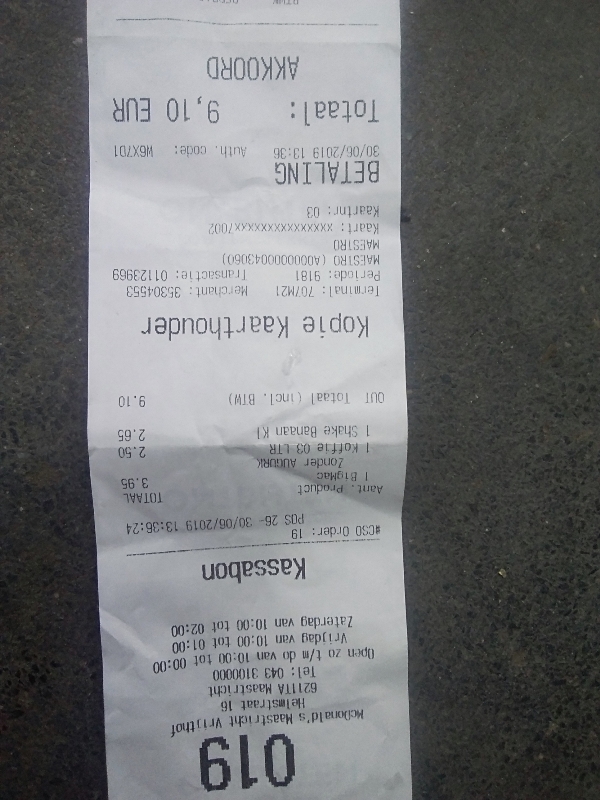 019
McDonald's Maastricht Vrijthof
Helmstraat 16
6211TA Maastricht
Tel: 043 3100000
Open zo t/m do van 10:00 tot 00:00
Vrijdag van 10:00 tot 01:00
Zaterdag van 10:00 tot 02:00
Kassabon
#CSO Order: 19
POS 26- 30/06/2019 13:36:24
Aant. Product TOTAAL
1 BigMac 3.95
Zonder AUGURK
1 Koffie 03 LTR 2.50
1 Shake Banaan Kl 2.65
OUT Totaal (incl. BTW) 9.10
Kopie Kaarthouder
Terminal: 707M21 Merchant: 35304553
Periode: 9181 Transactie: 01123969
MAESTRO (A0000000043060)
MAESTRO
Kaart: xxxxxxxxxxxxxxx7002
Kaartnr: 03
BETALING
30/06/2019 13:36 Auth. code: W6X7D1
Totaal: 9,10 EUR
AKKOORD